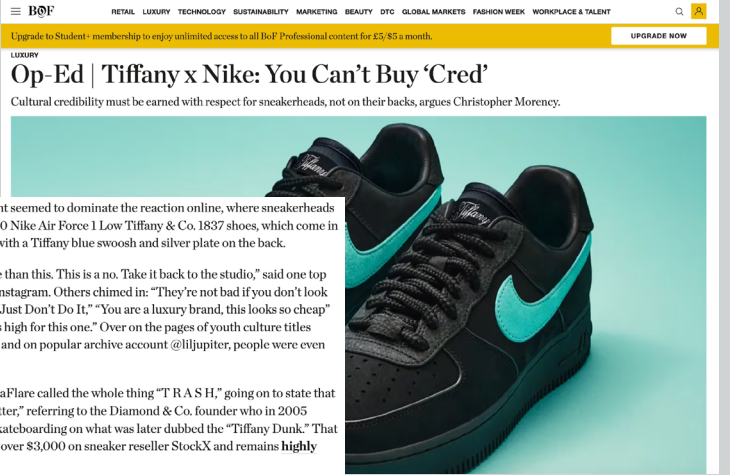 BOF
RETAIL LUXURY TECHNOLOGY SUSTAINABILITY MARKETING BEAUTY DTC GLOBAL MARKETS FASHION WEEK WORKPLACE & TALENT
Upgrade to Student+ membership to enjoy unlimited access to all BoF Professional content for £5/$5 a month.
UPGRADE NOW
LUXURY
Op-Ed | Tiffany x Nike: You Can’t Buy ‘Cred’
Cultural credibility must be earned with respect for sneakerheads, not on their backs, argues Christopher Morency.
Tiffany
Tiffany
nt seemed to dominate the reaction online, where sneakerheads
0 Nike Air Force 1 Low Tiffany & Co. 1837 shoes, which come in
with a Tiffany blue swoosh and silver plate on the back.
e than this. This is a no. Take it back to the studio,” said one top
nstagram. Others chimed in: “They’re not bad if you don’t look
Just Don’t Do It,” “You are a luxury brand, this looks so cheap”
s high for this one.” Over on the pages of youth culture titles
and on popular archive account @liljupiter, people were even
aFlare called the whole thing “T R A S H,” going on to state that
tter,” referring to the Diamond & Co. founder who in 2005
kateboarding on what was later dubbed the “Tiffany Dunk.” That
over $3,000 on sneaker reseller StockX and remains highly